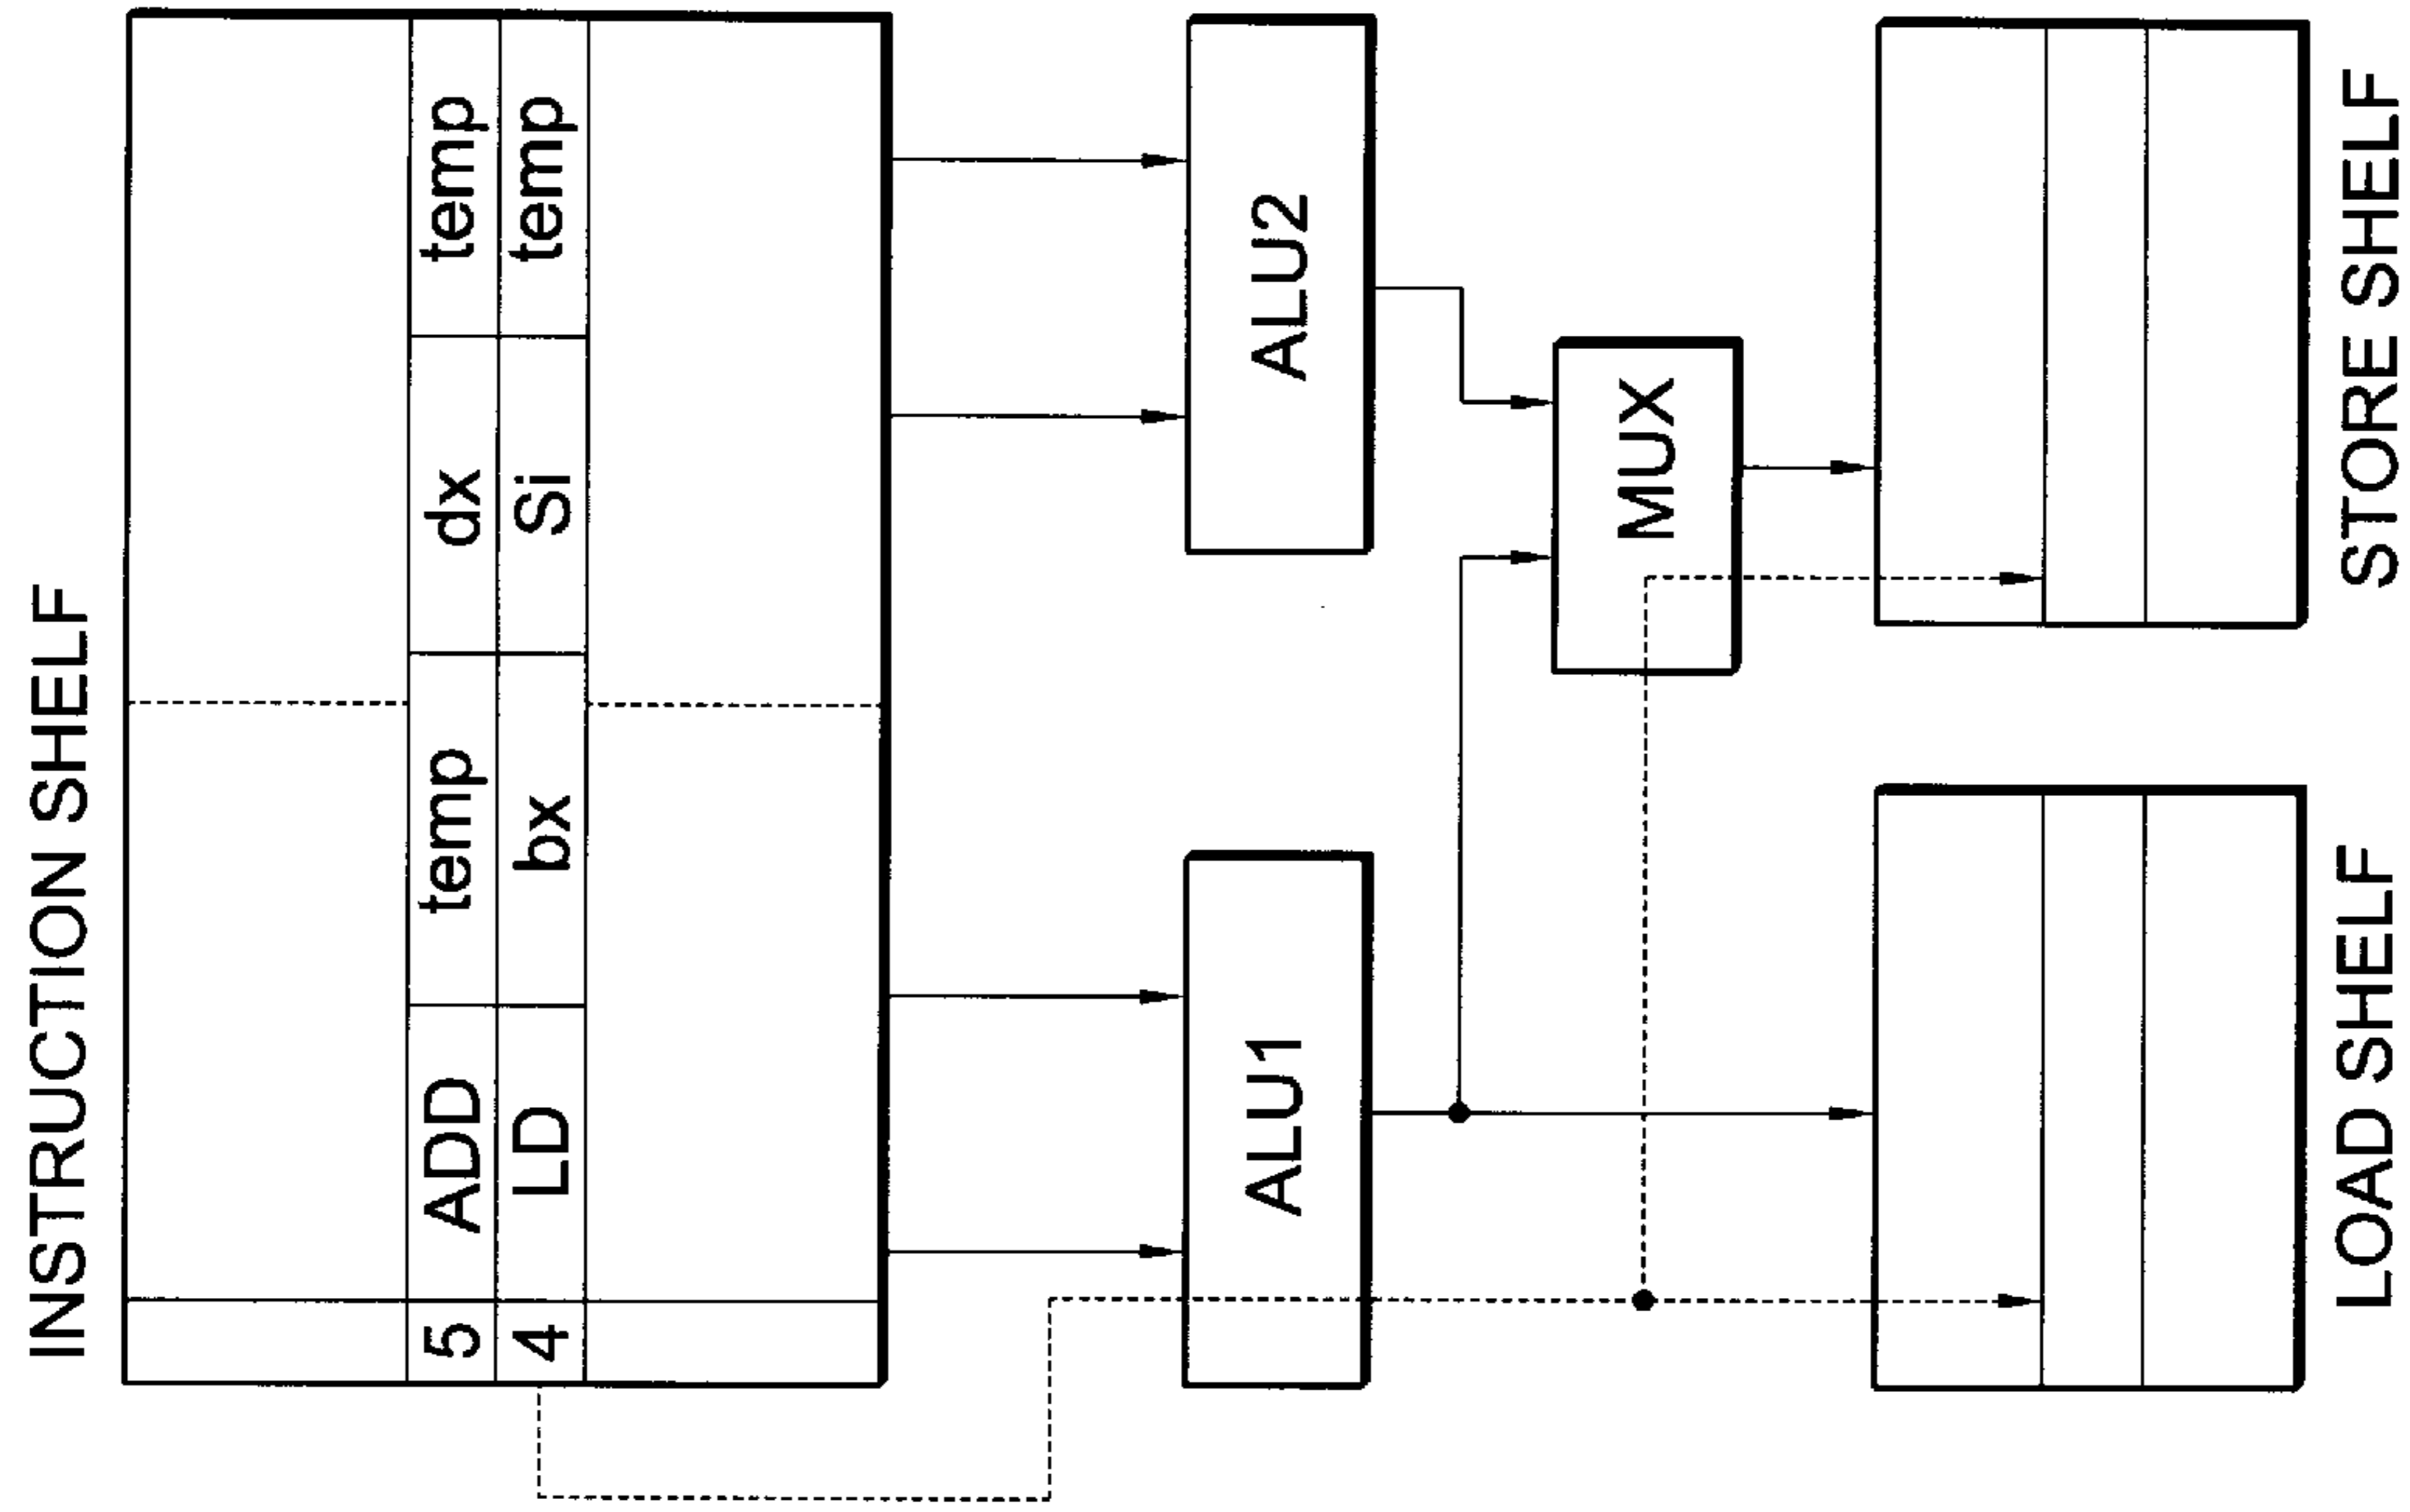 INSTRUCTION SHELF
5 ADD temp dx temp
4 LD bx Si temp
ALU1 ALU2
MUX
LOAD SHELF STORE SHELF